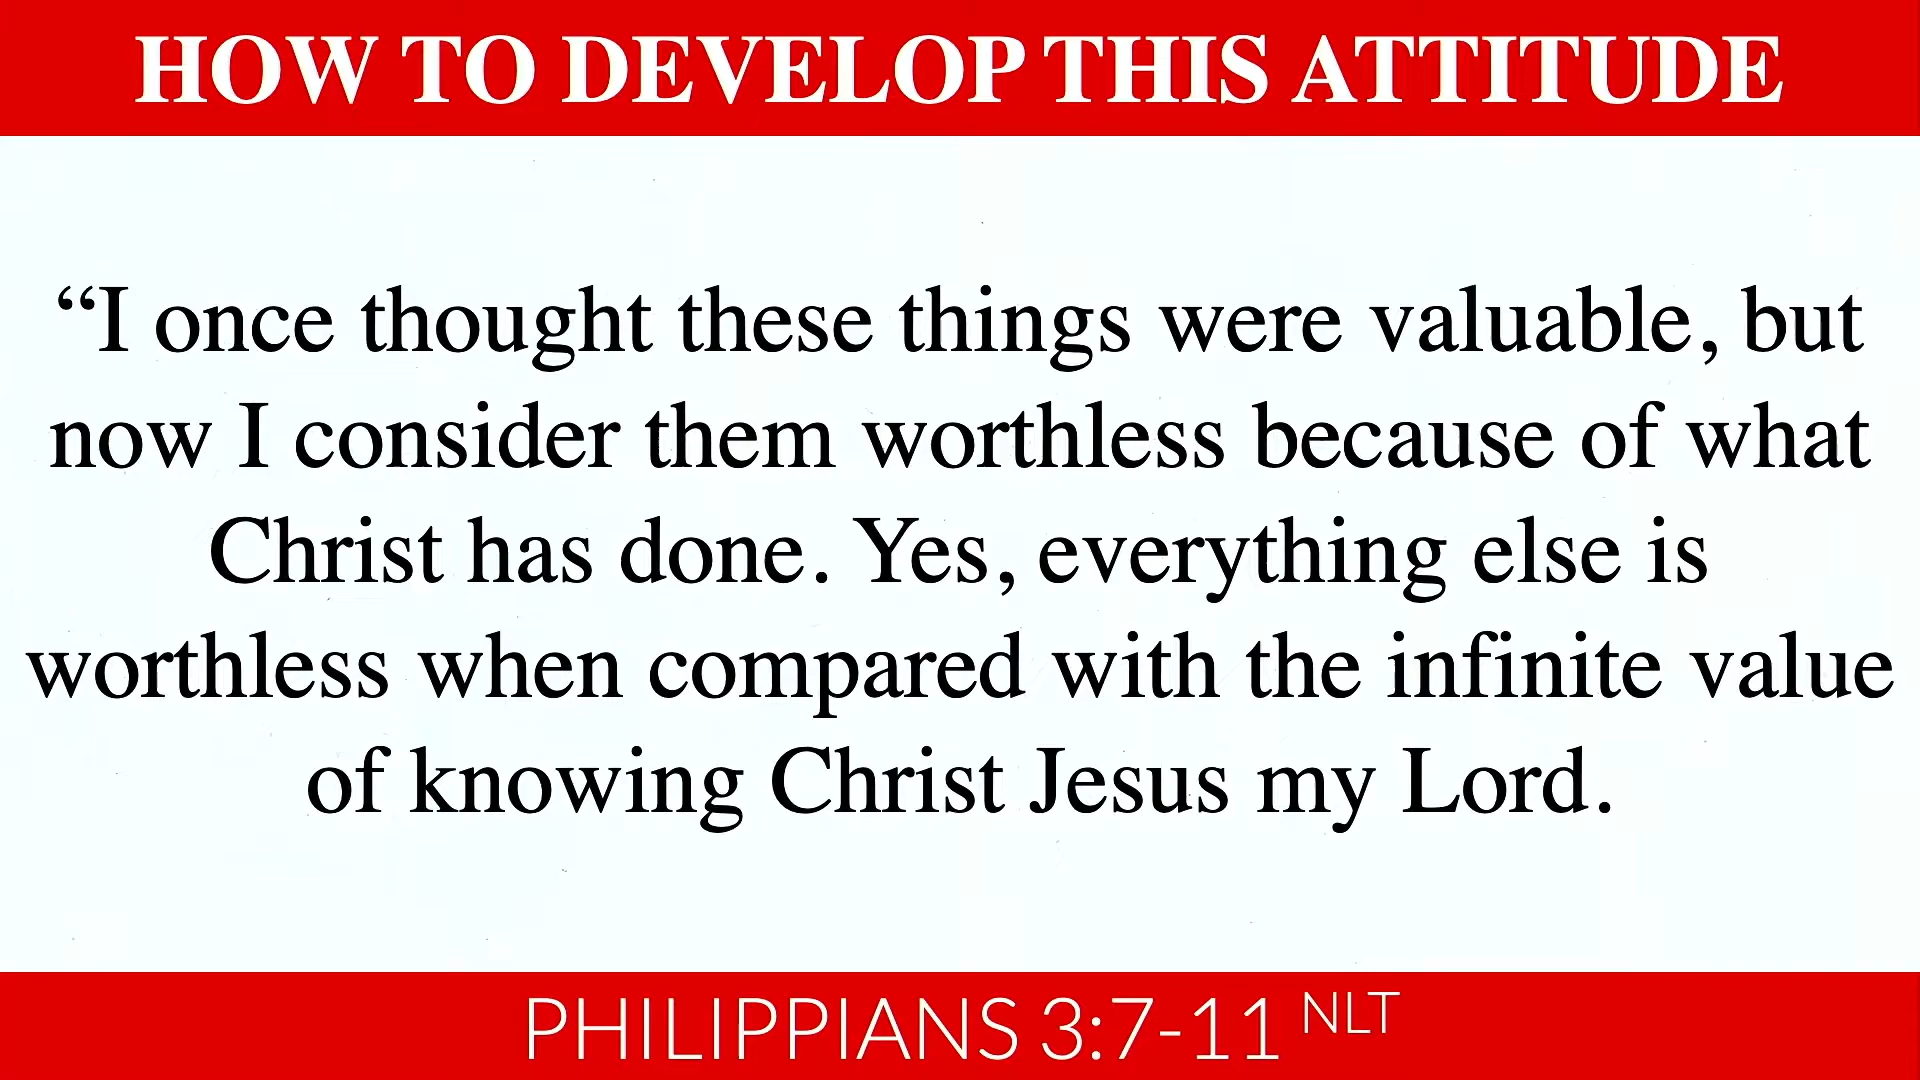 HOW TO DEVELOP THIS ATTITUDE
“I once thought these things were valuable, but
now I consider them worthless because of what
Christ has done. Yes, everything else is
worthless when compared with the infinite value
of knowing Christ Jesus my Lord.
PHILIPPIANS 3:7-11 NLT